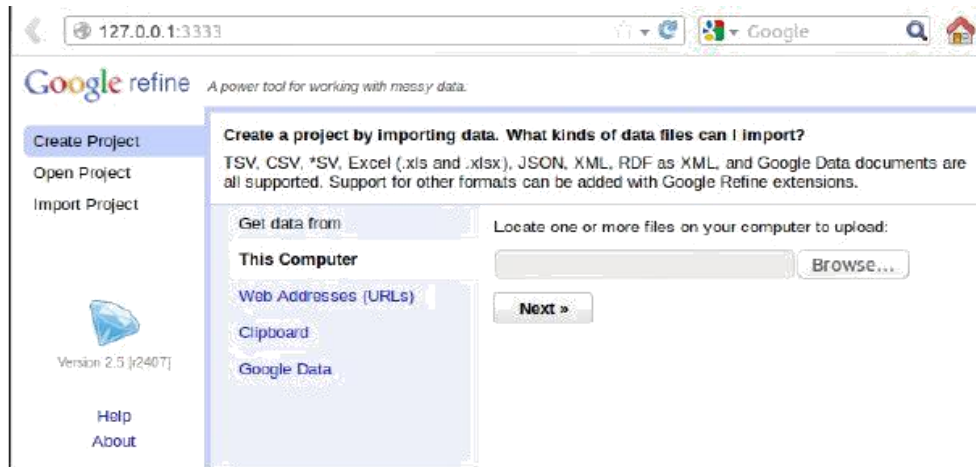 127.0.0.1:3333
Google
Google refine
A power tool for working with messy data.
Create Project
Open Project
Import Project
Create a project by importing data. What kinds of data files can I import?
TSV, CSV, *SV, Excel (.xls and .xlsx), JSON, XML, RDF as XML, and Google Data documents are
all supported. Support for other formats can be added with Google Refine extensions.
Get data from
This Computer
Web Addresses (URLs)
Clipboard
Google Data
Locate one or more files on your computer to upload:
Browse...
Next »
Version 2.5 [r2407]
Help
About